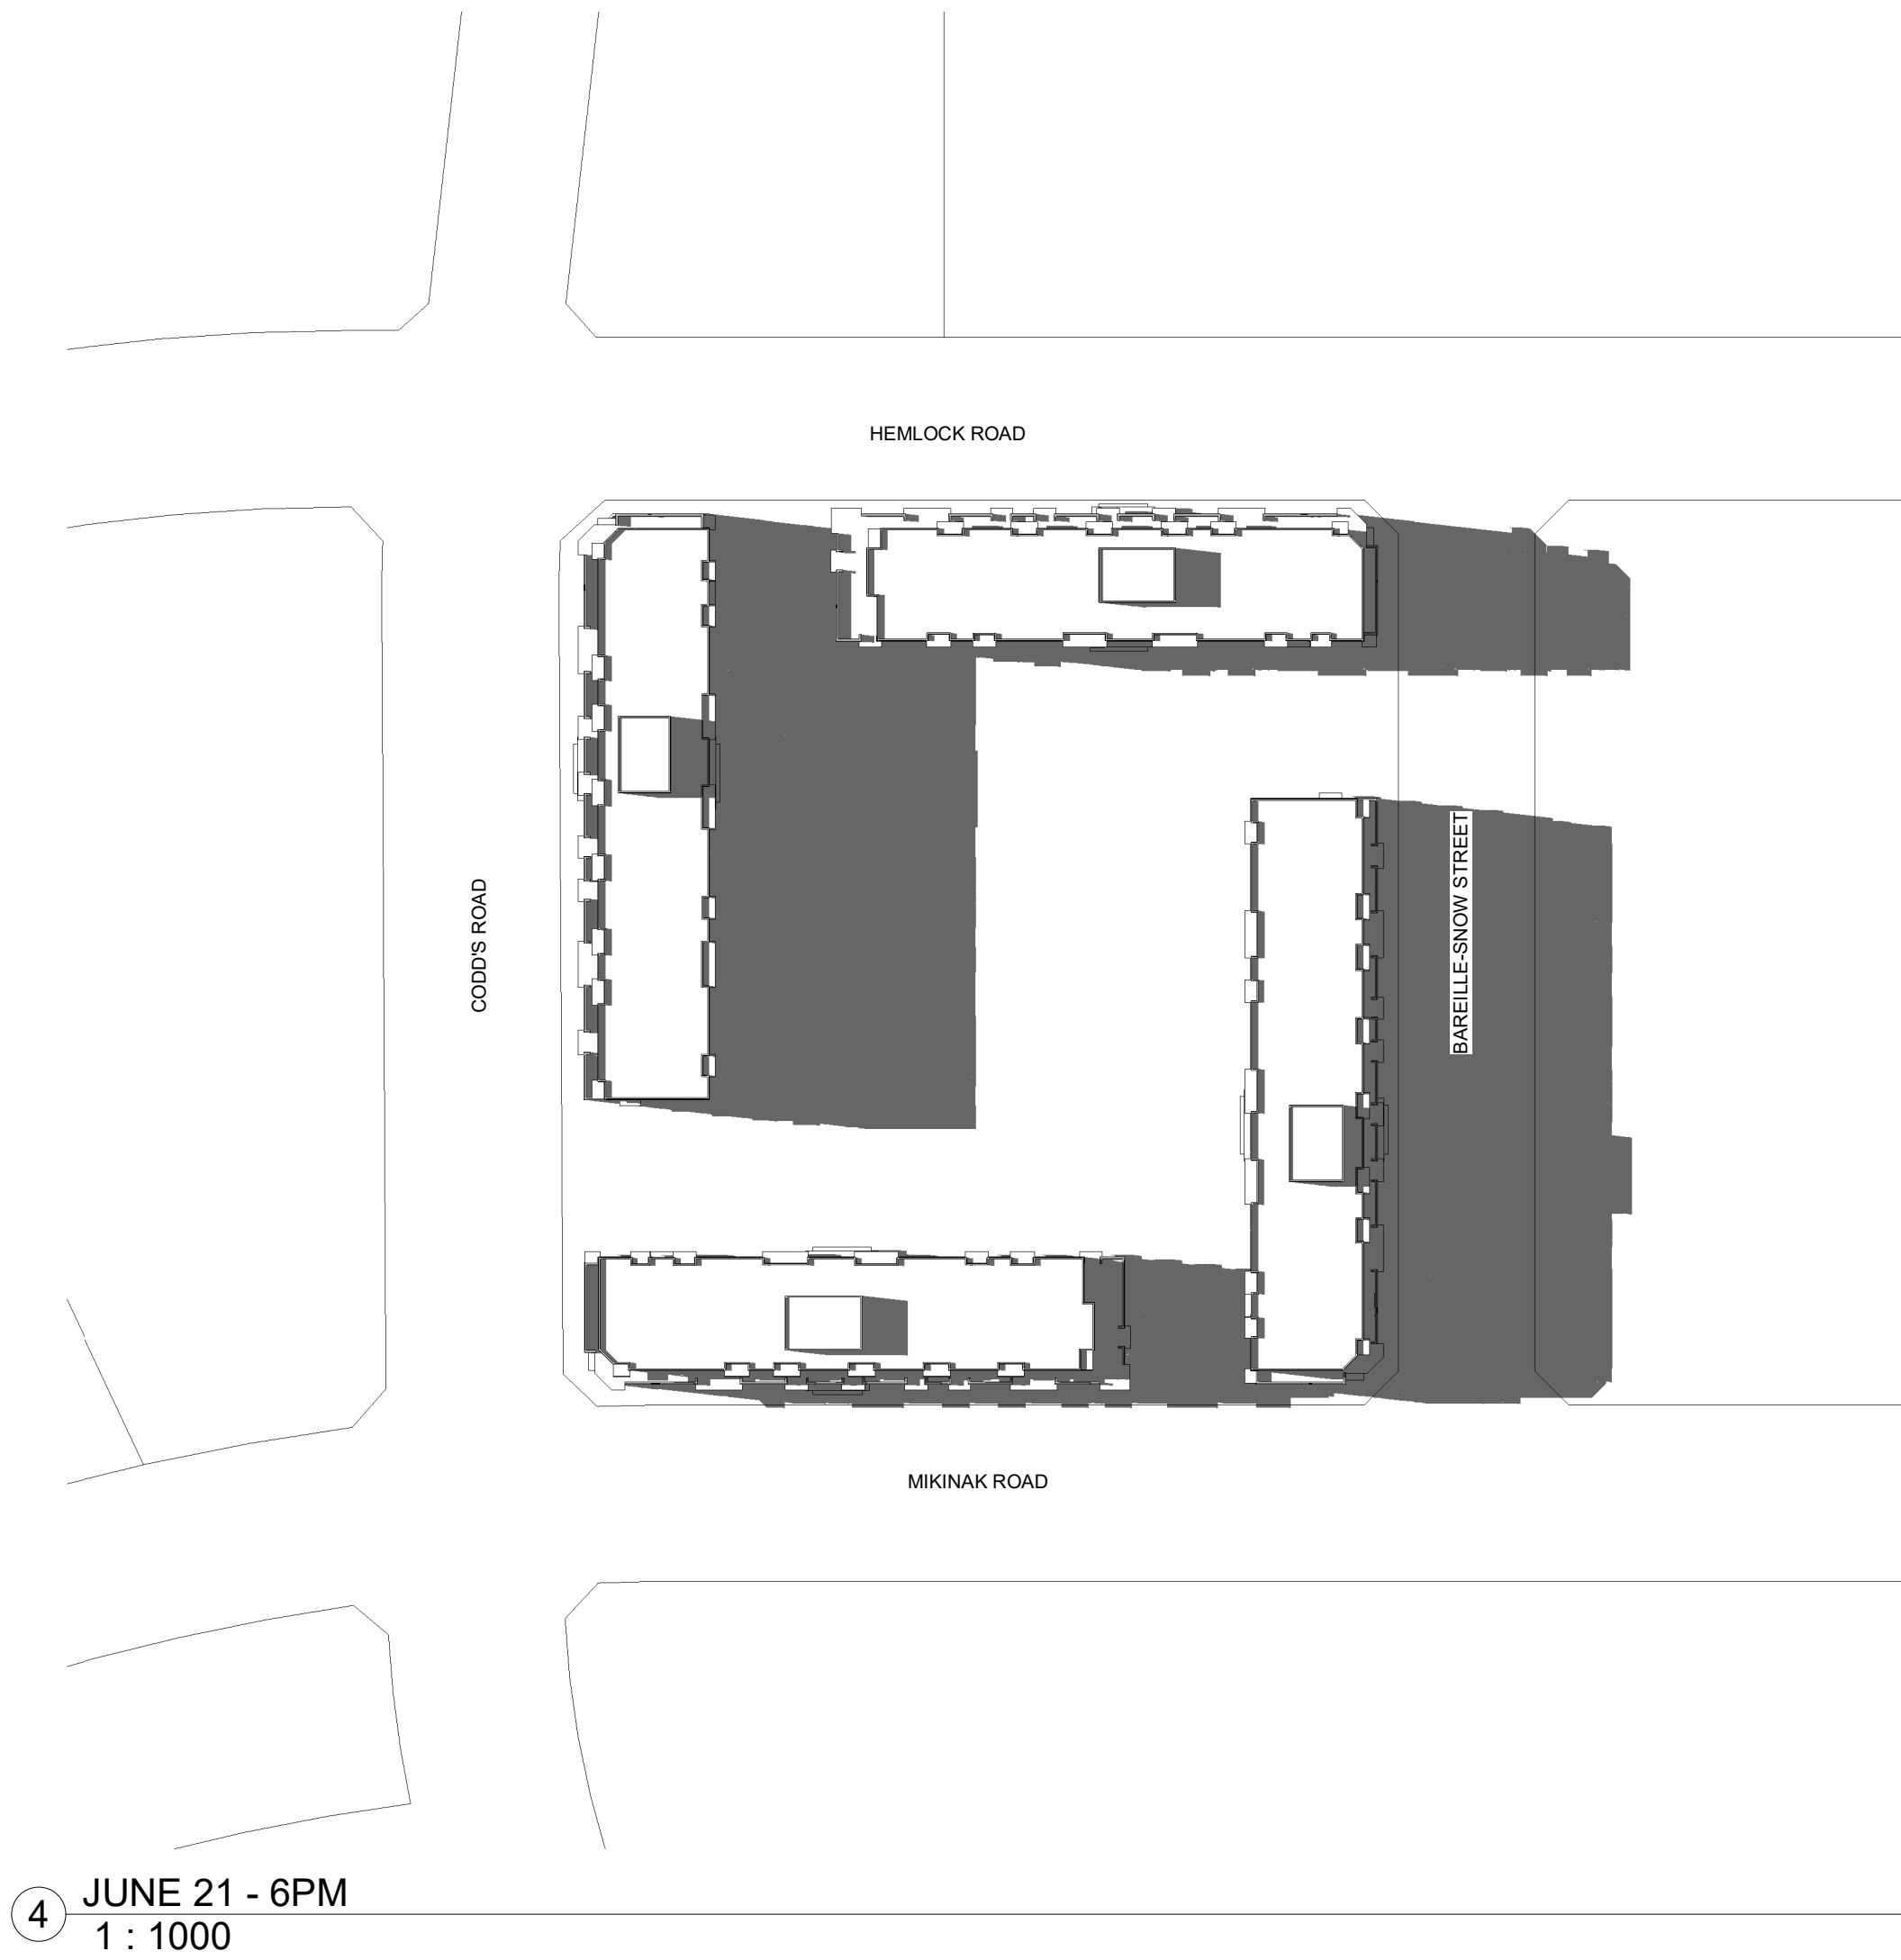 HEMLOCK ROAD
CODD'S ROAD
BAREILLE-SNOW STREET
MIKINAK ROAD
4
JUNE 21 - 6PM
1 : 1000